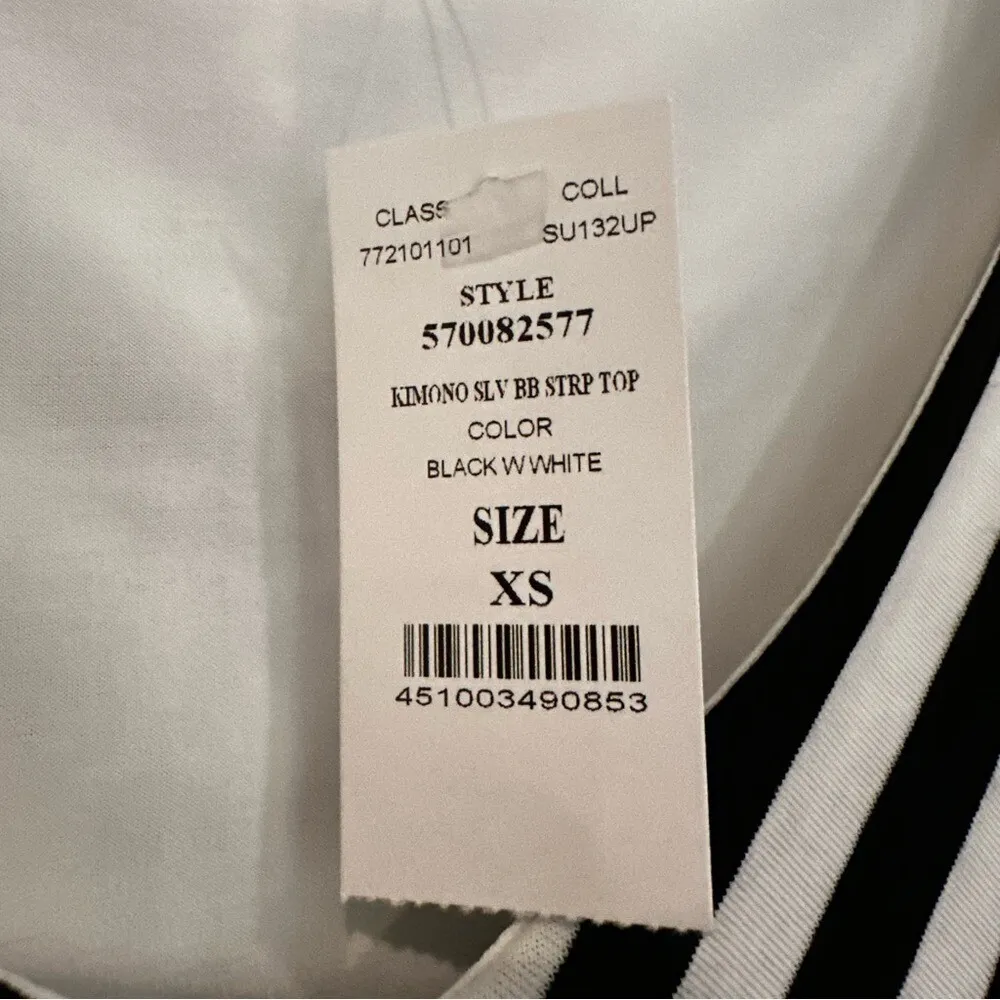 CLASS COLL
772101101 SU132UP
STYLE
570082577
KIMONO SLV BB STRP TOP
COLOR
BLACK W WHITE
SIZE
XS
451003490853